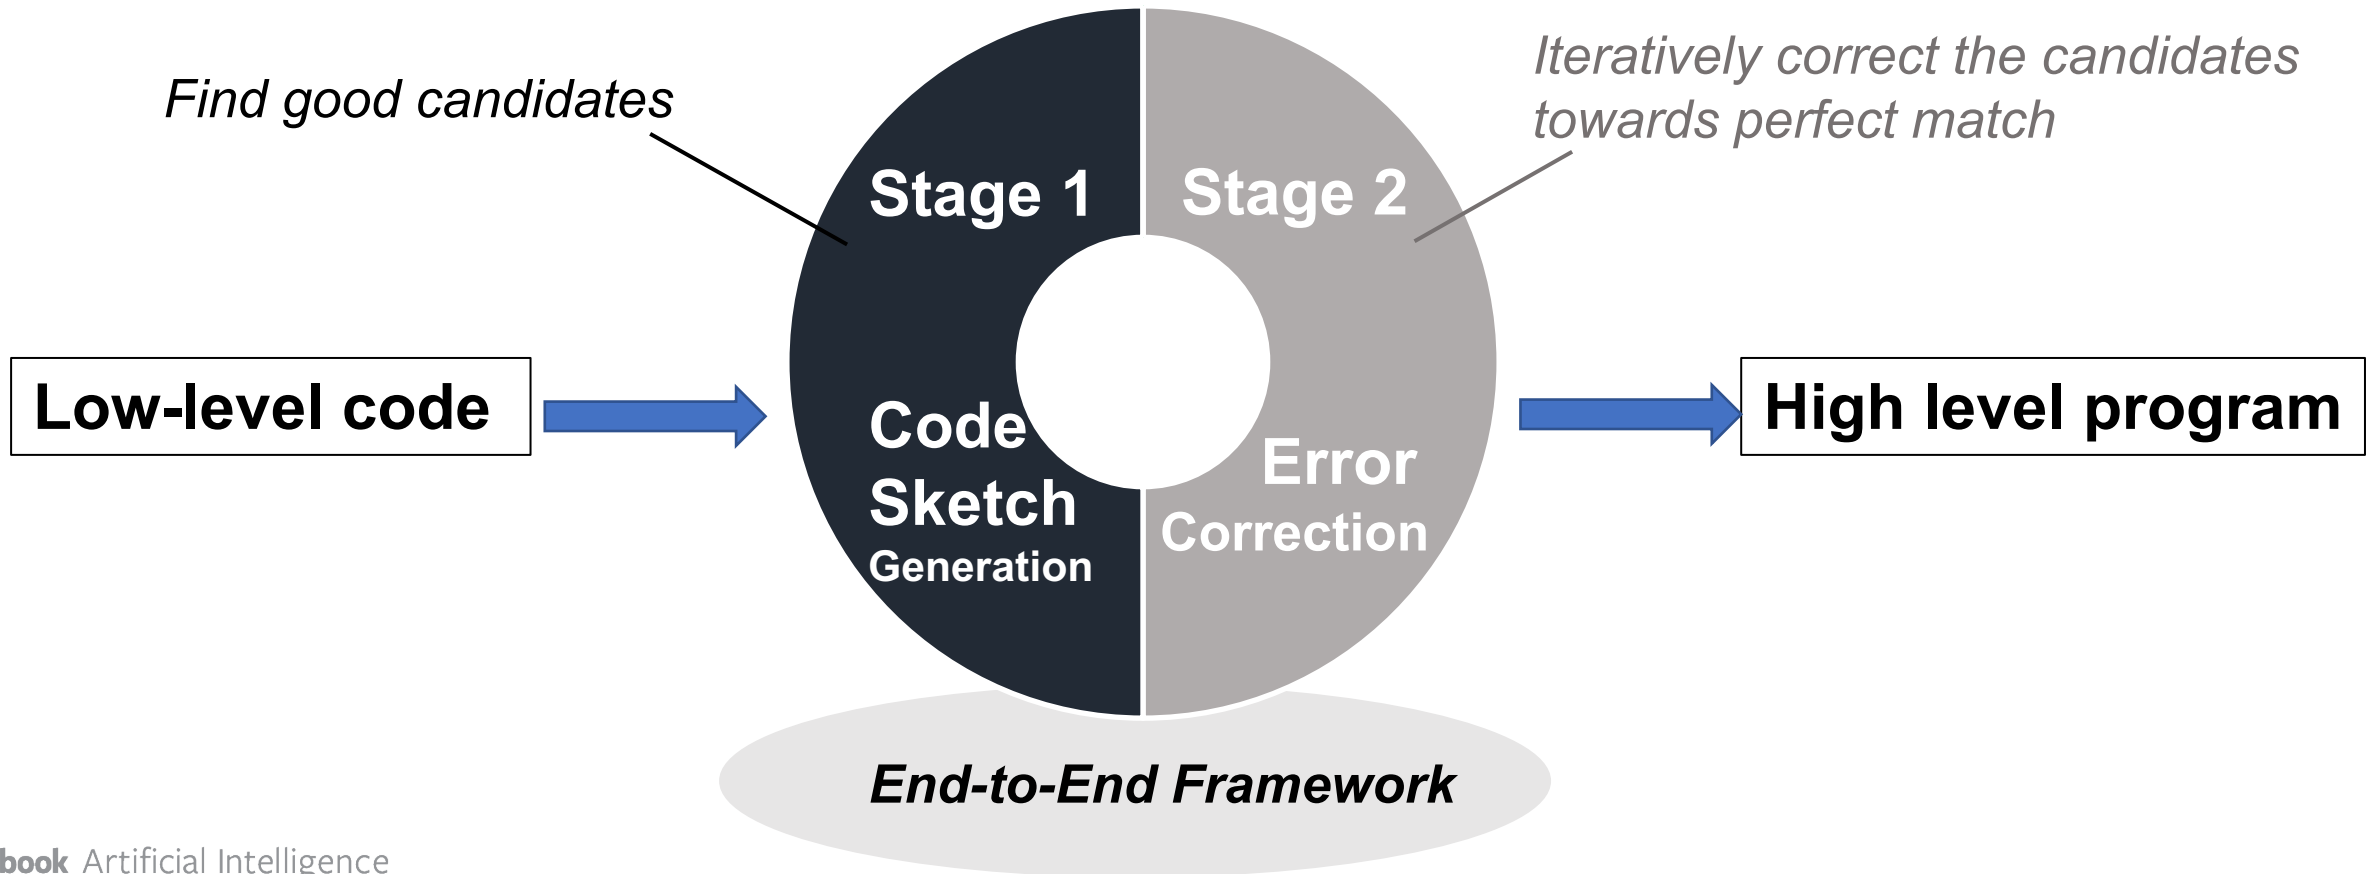 Find good candidates
Iteratively correct the candidates
towards perfect match
Stage 1
Stage 2
Low-level code
Code
Sketch
Generation
Error
Correction
High level program
End-to-End Framework
book Artificial Intelligence